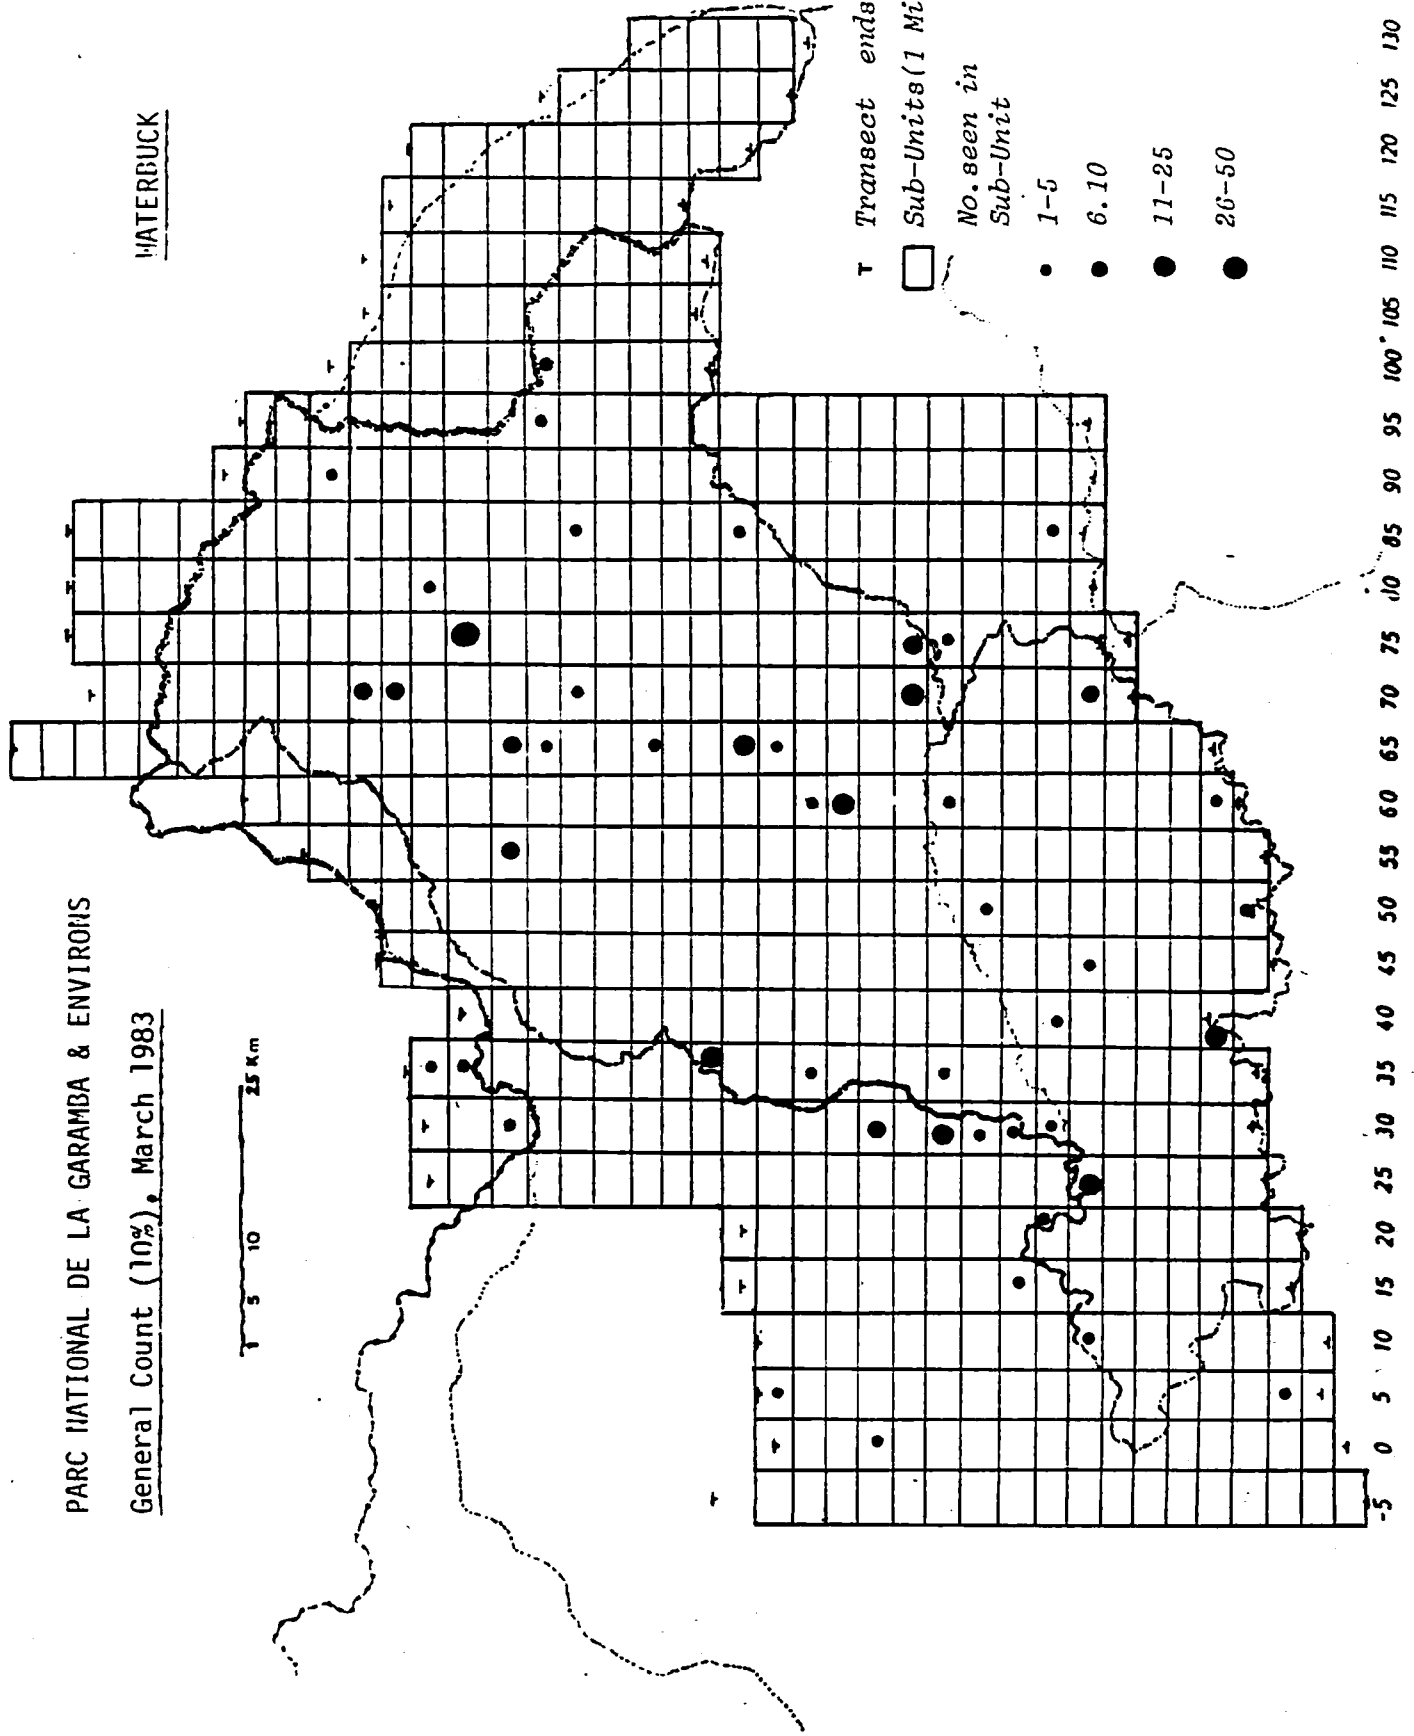 PARC NATIONAL DE LA GARAMBA & ENVIRONS
General Count (10%), March 1983
WATERBUCK
1 5 10 25 Km
T Transect ends
Sub-Units(1 Mi
No.seen in
Sub-Unit
1-5
6.10
11-25
26-50
-5 0 5 10 15 20 25 30 35 40 45 50 55 60 65 70 75 80 85 90 95 100 105 110 115 120 125 130